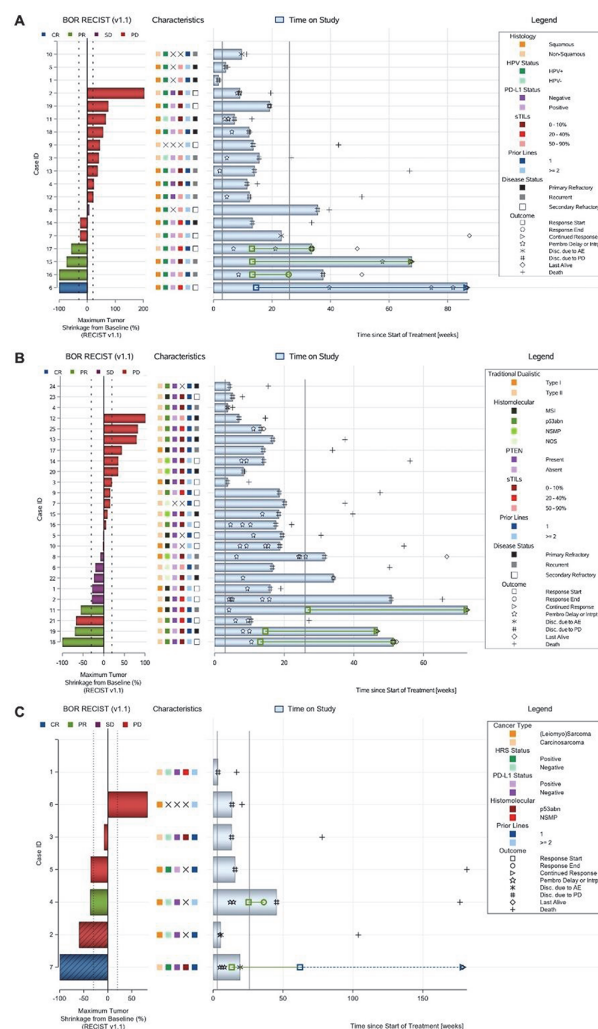 A
BOR RECIST (v1.1)
Characteristics
Time on Study
Legend
CR
PR
SD
PD
Histology
Squamous
Non-Squamous
HPV Status
HPV+
HPV-
PD-L1 Status
Negative
Positive
sTILs
0 - 10%
20 - 40%
50 - 90%
Prior Lines
1
>= 2
Disease Status
Primary Refractory
Recurrent
Secondary Refractory
Outcome
Response Start
Response End
Continued Response
Pembro Delay or Intrpt
Disc. due to AE
Disc. due to PD
Last Alive
Death
Case ID
10
5
1
2
19
11
18
9
3
13
4
12
8
14
7
17
15
16
6
-100
0
100
200
Maximum Tumor
Shrinkage from Baseline (%)
(RECIST v1.1)
0
20
40
60
80
Time since Start of Treatment [weeks]
B
BOR RECIST (v1.1)
Characteristics
Time on Study
Legend
CR
PR
SD
PD
Traditional Dualistic
Type I
Type II
Histomolecular
MSI
p53abn
NSMP
NOS
PTEN
Present
Absent
sTILs
0 - 10%
20 - 40%
50 - 90%
Prior Lines
1
>= 2
Disease Status
Primary Refractory
Recurrent
Secondary Refractory
Outcome
Response Start
Response End
Continued Response
Pembro Delay or Intrpt
Disc. due to AE
Disc. due to PD
Last Alive
Death
Case ID
24
23
4
12
25
13
17
14
20
3
9
7
15
16
5
10
8
6
22
1
2
11
21
19
18
-100
-50
0
50
100
Maximum Tumor
Shrinkage from Baseline (%)
(RECIST v1.1)
0
20
40
60
Time since Start of Treatment [weeks]
C
BOR RECIST (v1.1)
Characteristics
Time on Study
Legend
CR
PR
SD
PD
Cancer Type
(Leiomyo)Sarcoma
Carcinosarcoma
HRS Status
Positive
Negative
PD-L1 Status
Positive
Negative
Histomolecular
p53abn
NSMP
Prior Lines
1
>= 2
Outcome
Response Start
Response End
Continued Response
Pembro Delay or Intrpt
Disc. due to AE
Disc. due to PD
Last Alive
Death
Case ID
1
6
3
5
4
2
7
-100
-50
0
50
Maximum Tumor
Shrinkage from Baseline (%)
(RECIST v1.1)
0
50
100
150
Time since Start of Treatment [weeks]